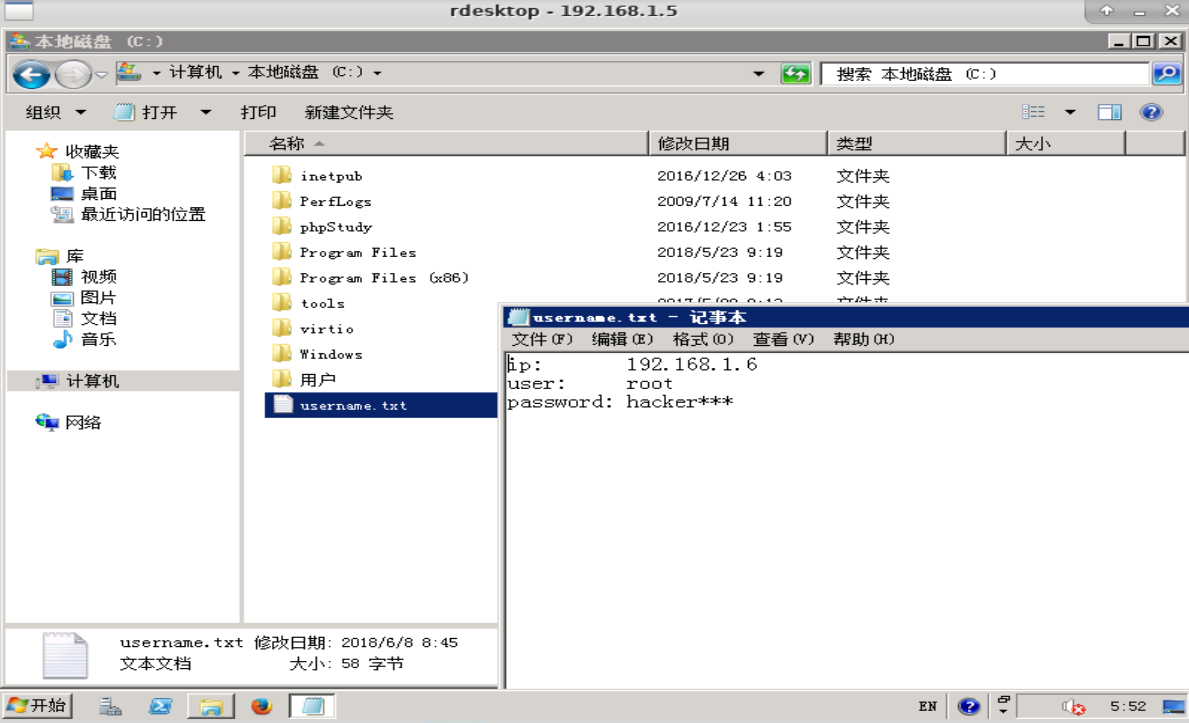 rdesktop - 192.168.1.5
本地磁盘 (C:)
计算机 本地磁盘 (C:) 搜索 本地磁盘 (C:)
组织 打开 打印 新建文件夹
名称 修改日期 类型 大小
收藏夹
下载
桌面
最近访问的位置
库
视频
图片
文档
音乐
计算机
网络
inetpub 2016/12/26 4:03 文件夹
PerfLogs 2009/7/14 11:20 文件夹
phpStudy 2016/12/23 1:55 文件夹
Program Files 2018/5/23 9:19 文件夹
Program Files (x86) 2018/5/23 9:19 文件夹
tools 文件夹
virtio
Windows
用户
username.txt
username.txt - 记事本
文件(F) 编辑(E) 格式(O) 查看(V) 帮助(H)
ip: 192.168.1.6
user: root
password: hacker***
username.txt 修改日期: 2018/6/8 8:45
文本文档 大小: 58 字节
开始 EN 5:52